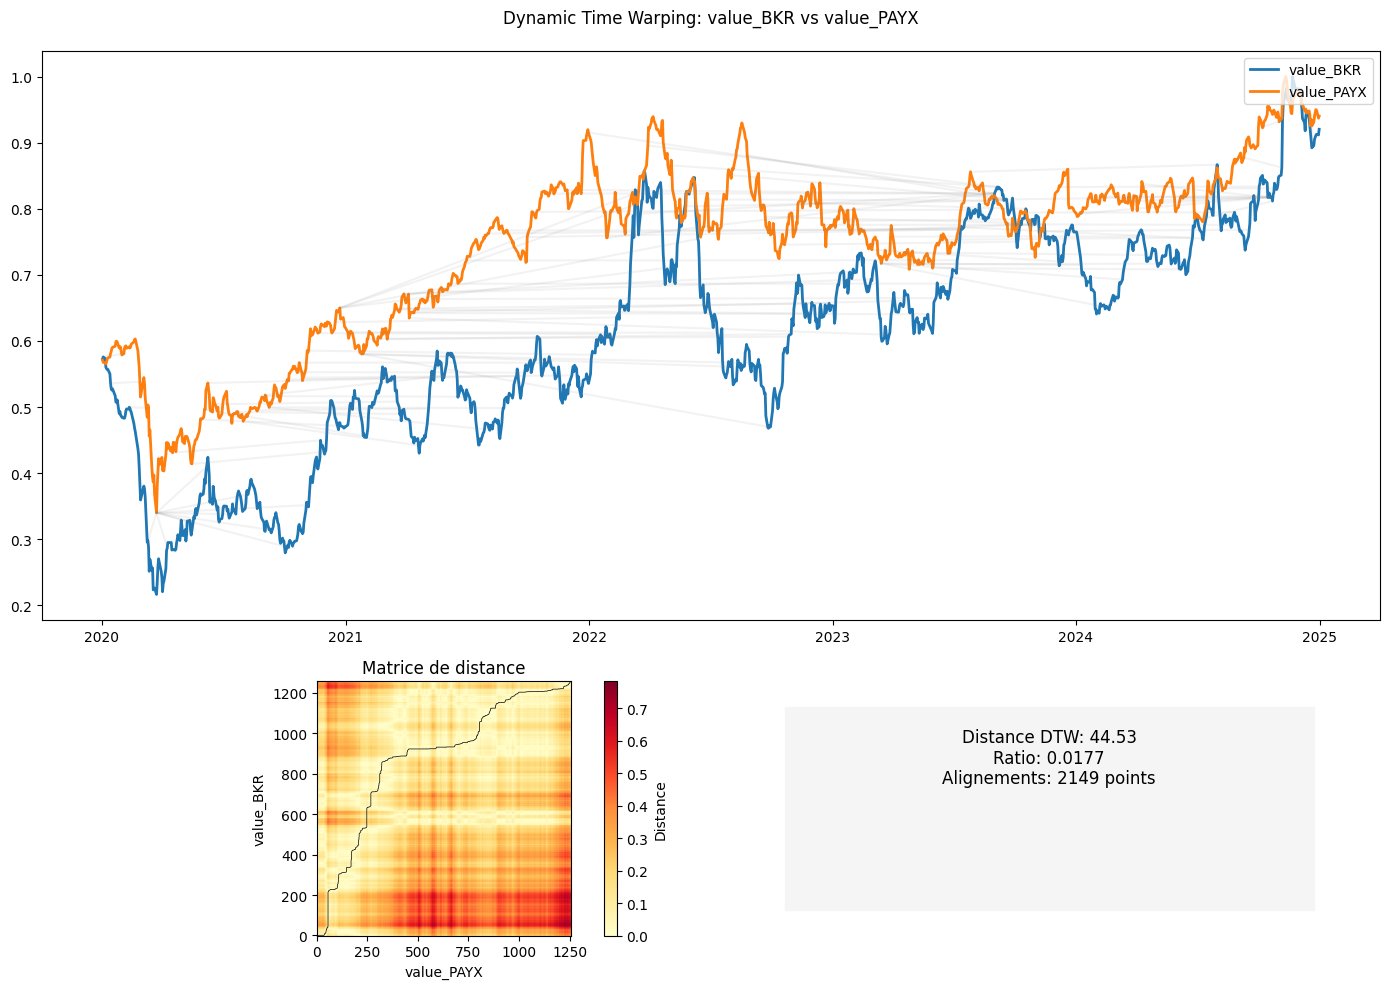 Dynamic Time Warping: value_BKR vs value_PAYX
value_BKR
value_PAYX
1.0
0.9
0.8
0.7
0.6
0.5
0.4
0.3
0.2
2020 2021 2022 2023 2024 2025
Matrice de distance
value_BKR
1200
1000
800
600
400
200
0
0 250 500 750 1000 1250
value_PAYX
0.7
0.6
0.5
0.4
0.3
0.2
0.1
0.0
Distance
Distance DTW: 44.53
Ratio: 0.0177
Alignements: 2149 points